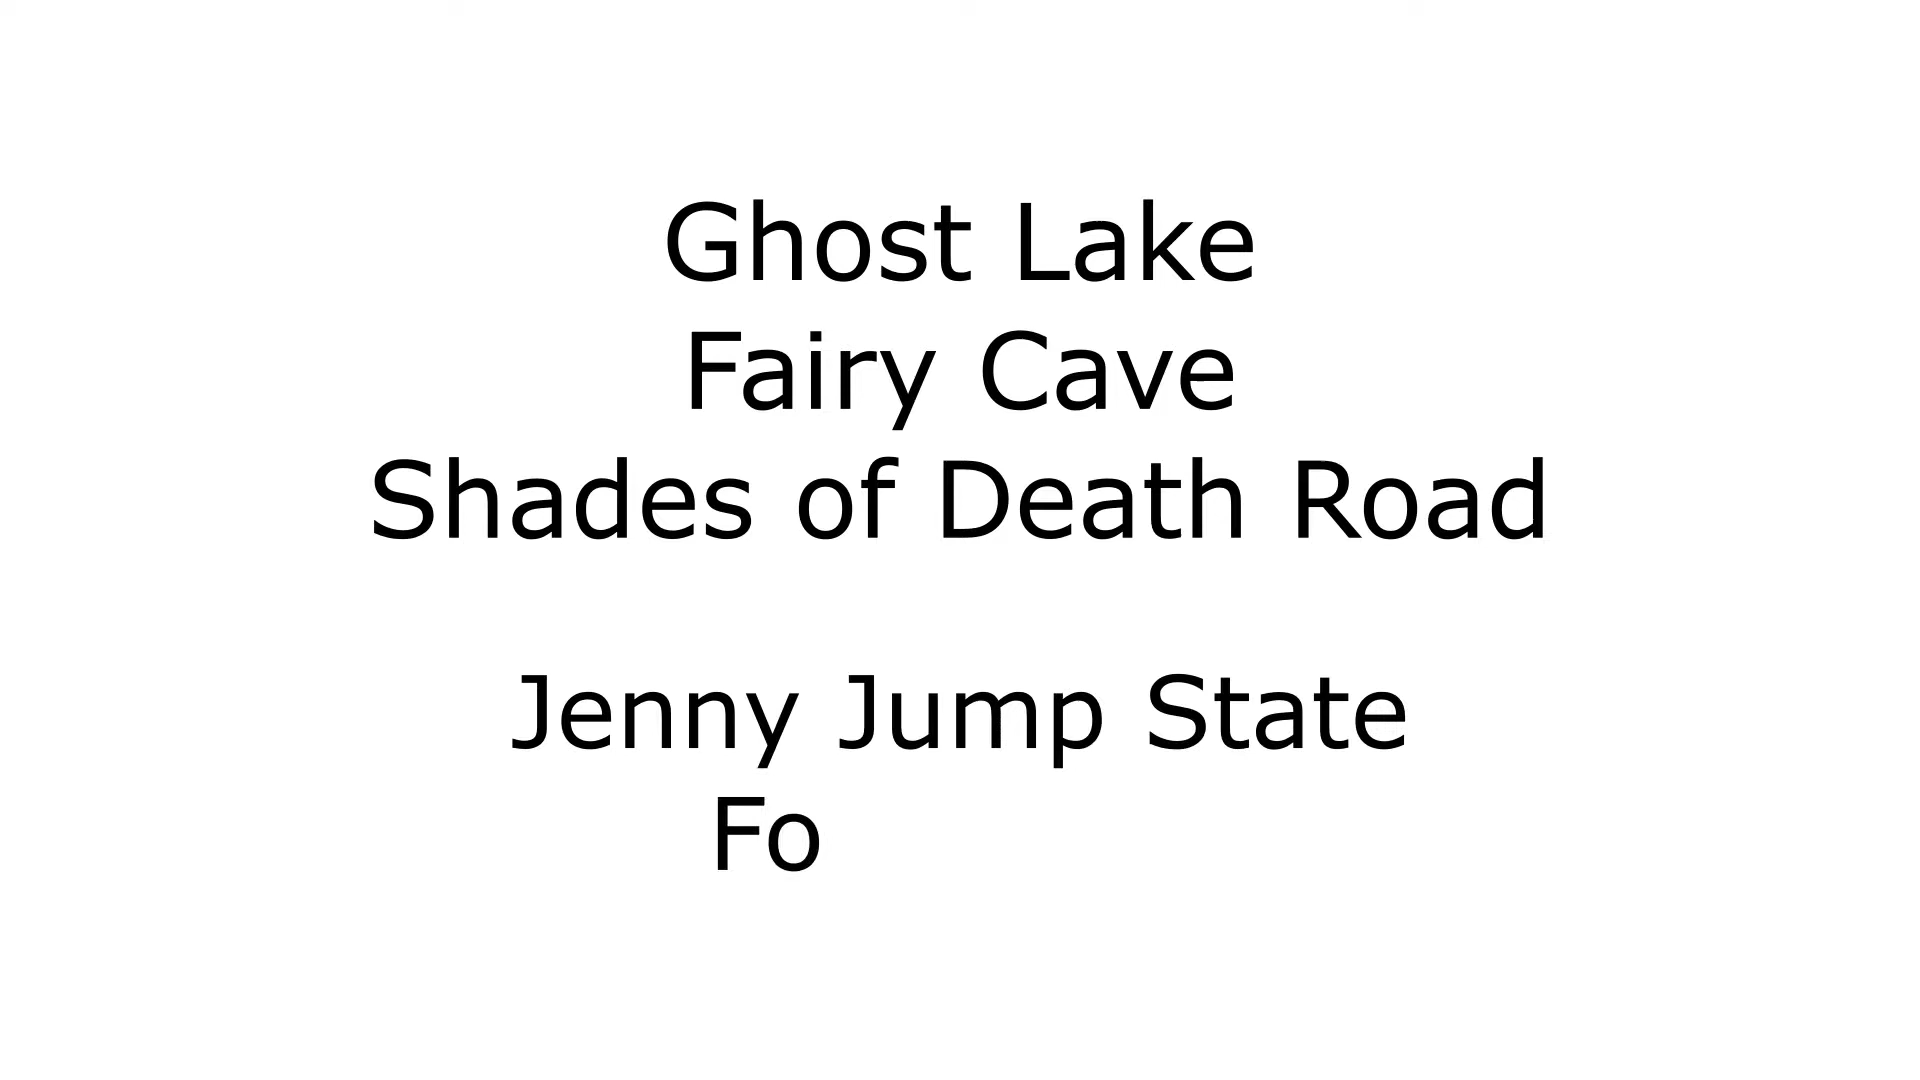 Ghost Lake
Fairy Cave
Shades of Death Road
Jenny Jump State
Fo